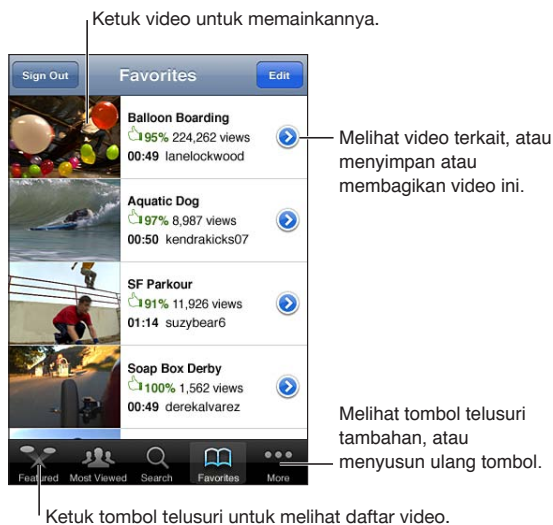 Ketuk video untuk memainkannya.
Sign Out
Favorites
Edit
Balloon Boarding
95% 224,262 views
00:49 lanelockwood
Melihat video terkait, atau
menyimpan atau
membagikan video ini.
Aquatic Dog
97% 8,987 views
00:50 kendrakicks07
SF Parkour
91% 11,926 views
01:14 suzybear6
Soap Box Derby
100% 1,562 views
00:49 derekalvarez
Melihat tombol telusuri
tambahan, atau
menyusun ulang tombol.
Featured
Most Viewed
Search
Favorites
More
Ketuk tombol telusuri untuk melihat daftar video.